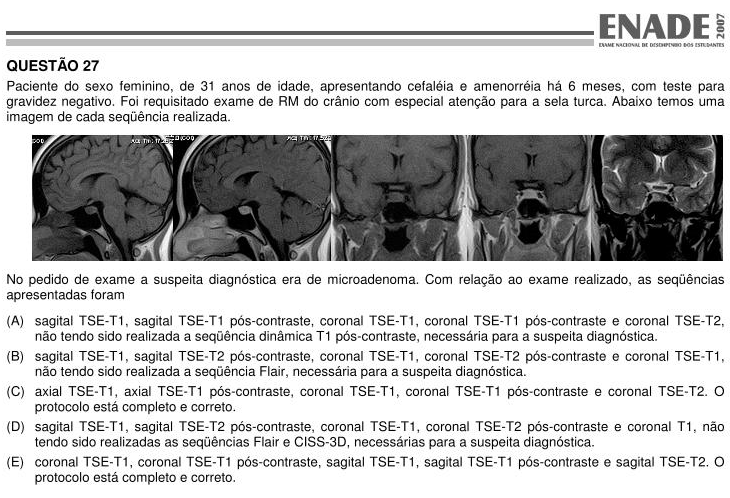 ENADE 2007
EXAME NACIONAL DE DESEMPENHO DOS ESTUDANTES
QUESTÃO 27
Paciente do sexo feminino, de 31 anos de idade, apresentando cefaléia e amenorréia há 6 meses, com teste para
gravidez negativo. Foi requisitado exame de RM do crânio com especial atenção para a sela turca. Abaixo temos uma
imagem de cada seqüência realizada.
No pedido de exame a suspeita diagnóstica era de microadenoma. Com relação ao exame realizado, as seqüências
apresentadas foram
(A) sagital TSE-T1, sagital TSE-T1 pós-contraste, coronal TSE-T1, coronal TSE-T1 pós-contraste e coronal TSE-T2,
não tendo sido realizada a seqüência dinâmica T1 pós-contraste, necessária para a suspeita diagnóstica.
(B) sagital TSE-T1, sagital TSE-T2 pós-contraste, coronal TSE-T1, coronal TSE-T2 pós-contraste e coronal TSE-T1,
não tendo sido realizada a seqüência Flair, necessária para a suspeita diagnóstica.
(C) axial TSE-T1, axial TSE-T1 pós-contraste, coronal TSE-T1, coronal TSE-T1 pós-contraste e coronal TSE-T2. O
protocolo está completo e correto.
(D) sagital TSE-T1, sagital TSE-T2 pós-contraste, coronal TSE-T1, coronal TSE-T2 pós-contraste e coronal T1, não
tendo sido realizadas as seqüências Flair e CISS-3D, necessárias para a suspeita diagnóstica.
(E) coronal TSE-T1, coronal TSE-T1 pós-contraste, sagital TSE-T1, sagital TSE-T1 pós-contraste e sagital TSE-T2. O
protocolo está completo e correto.